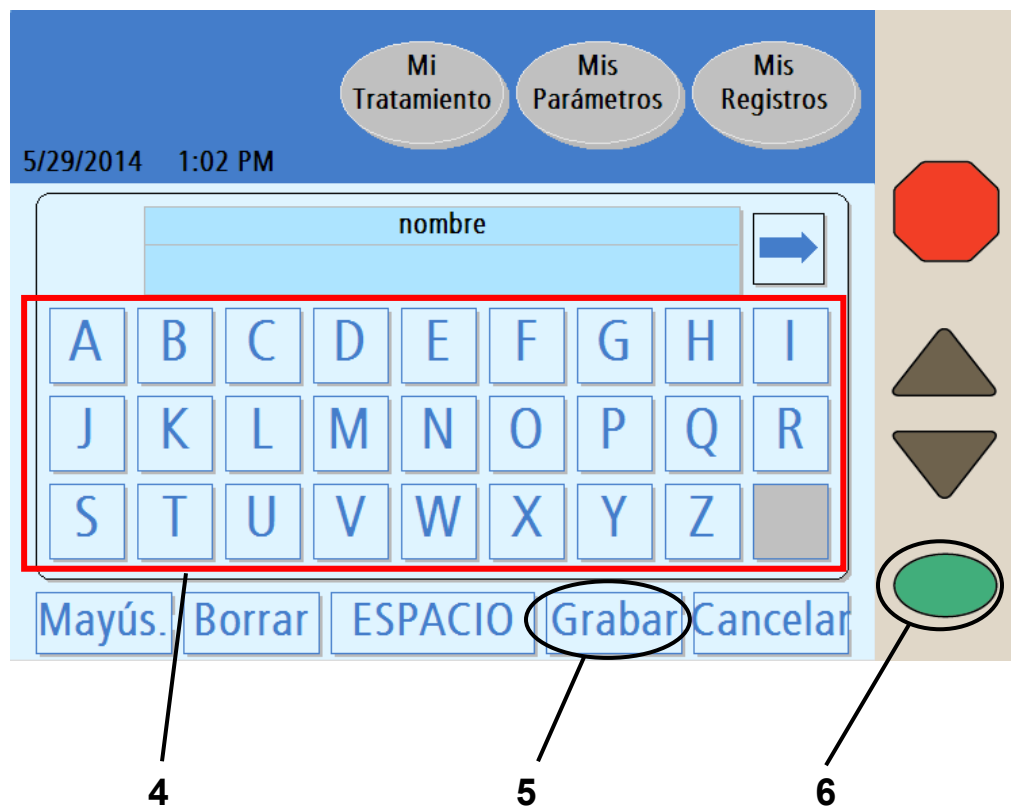 Mi
Tratamiento
Mis
Parámetros
Mis
Registros
5/29/2014 1:02 PM
nombre
A B C D E F G H I
J K L M N O P Q R
S T U V W X Y Z
Mayús. Borrar ESPACIO Grabar Cancelar
4 5 6